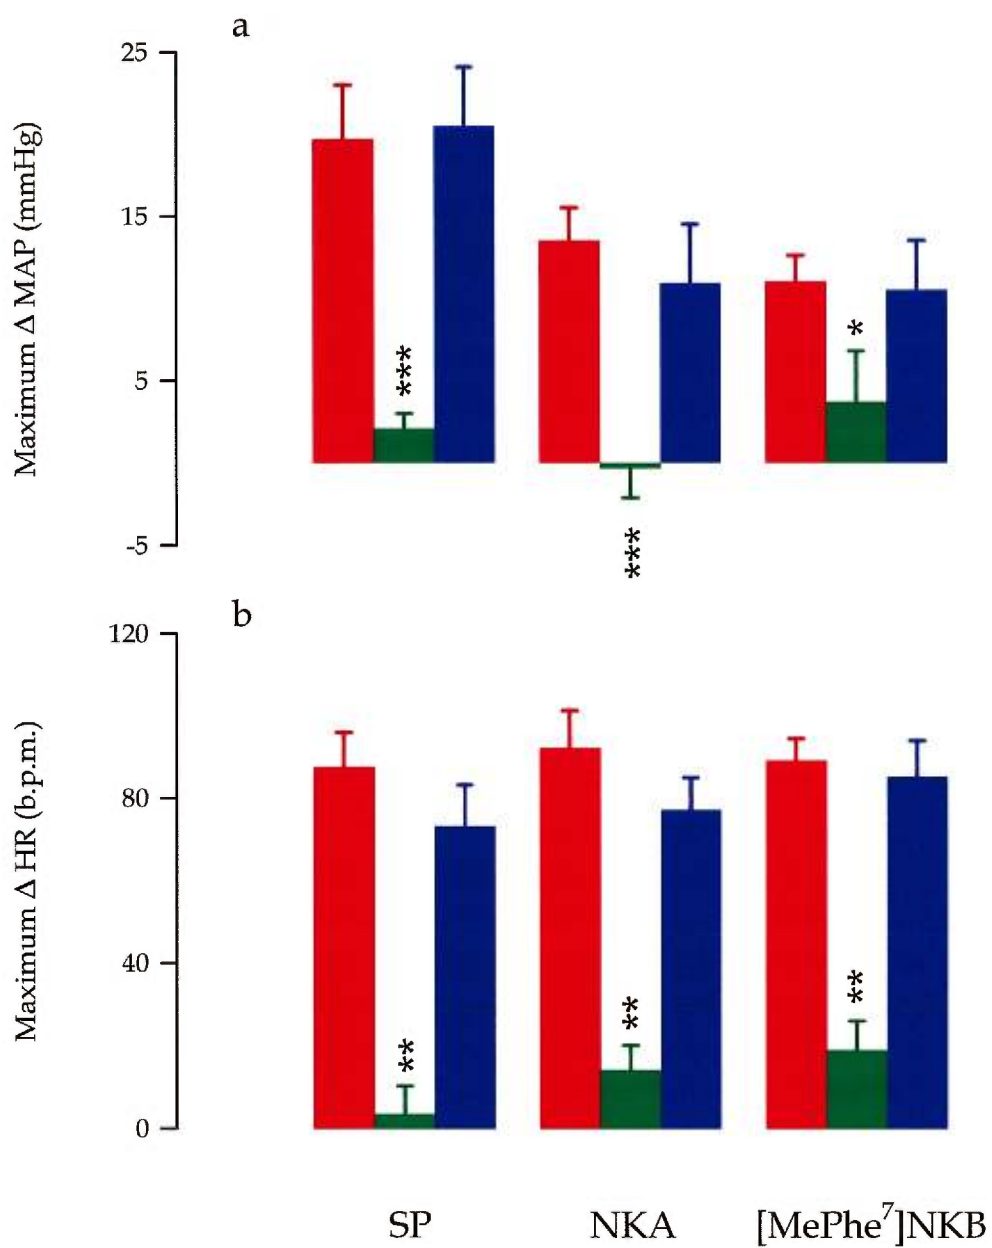 a
25
15
5
-5
Maximum Δ MAP (mmHg)
***
***
*
b
120
80
40
0
Maximum Δ HR (b.p.m.)
**
**
**
SP NKA [MePhe⁷]NKB